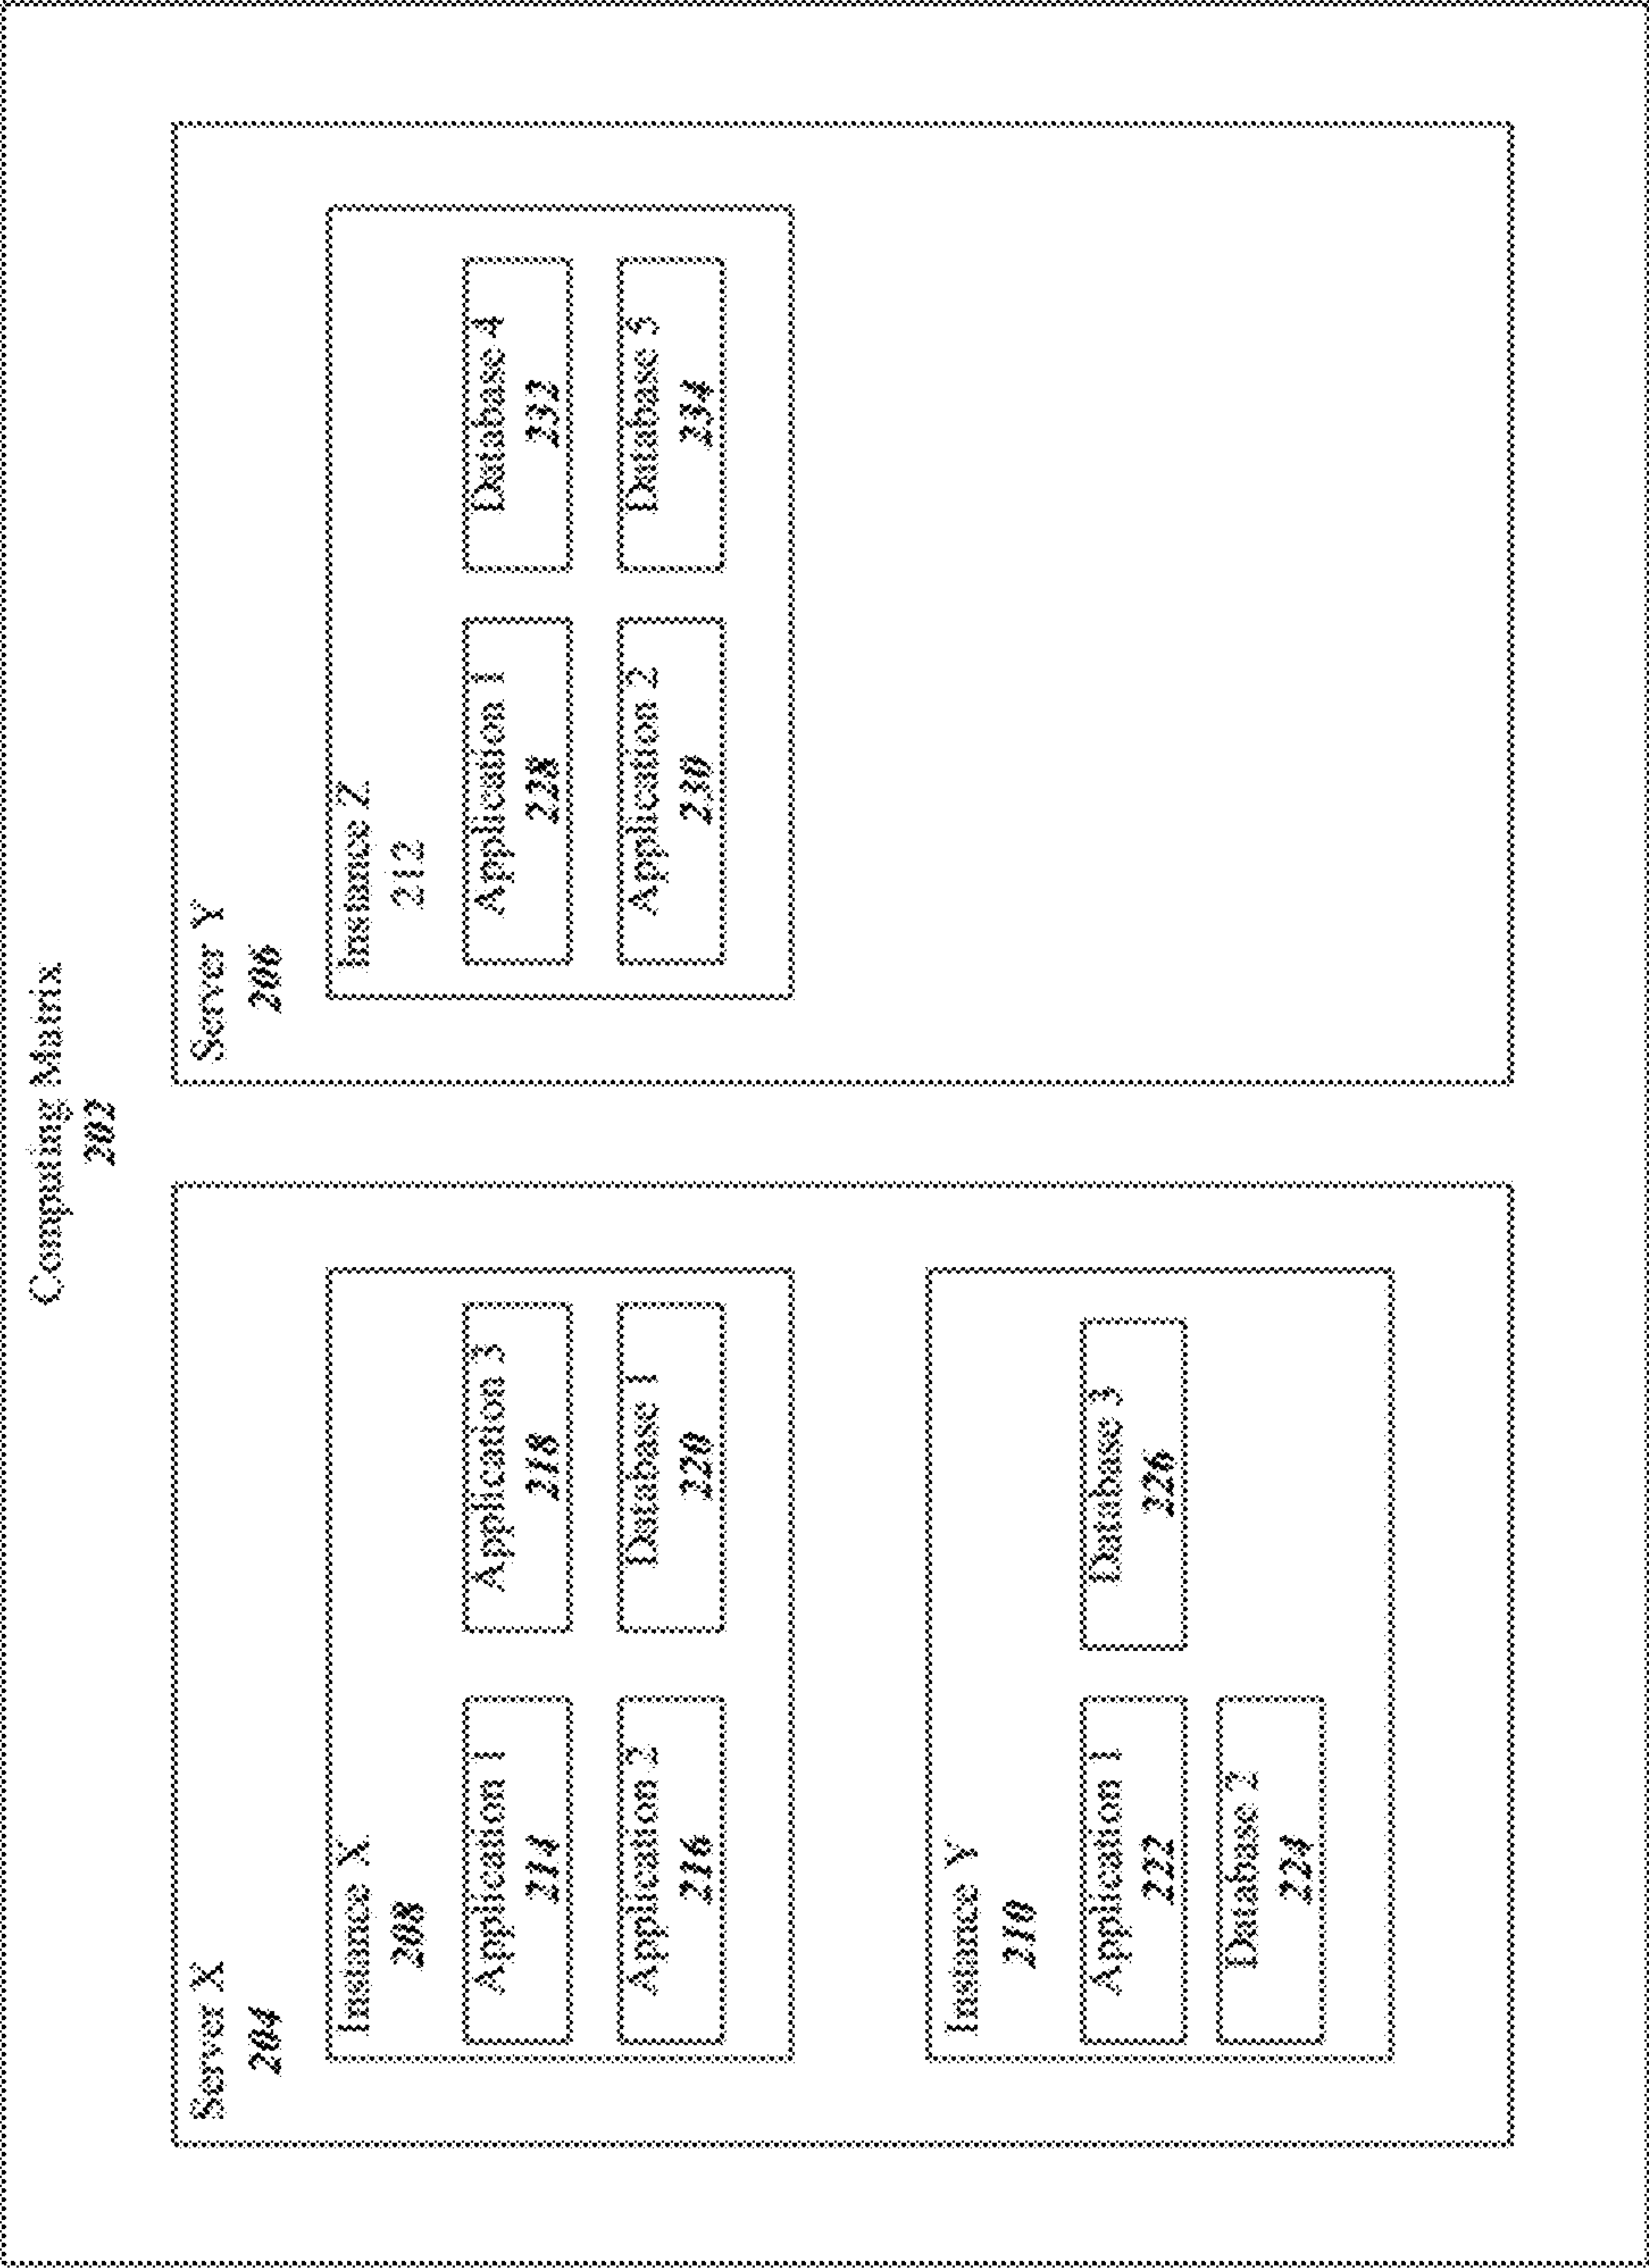 Computing Matrix
202
Server X
204
Instance X
208
Application 1
214
Application 3
218
Application 2
216
Database 1
220
Instance Y
210
Application 1
222
Database 3
226
Database 2
224
Server Y
206
Instance Z
212
Application 1
228
Database 4
232
Application 2
230
Database 5
234